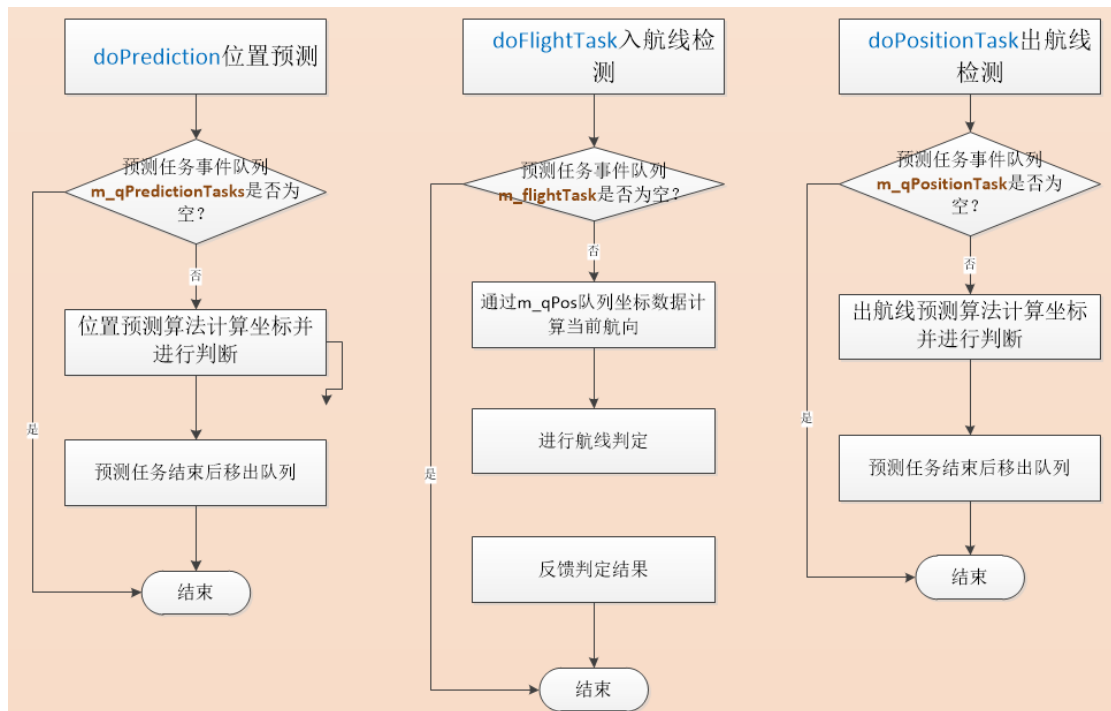 doPrediction位置预测
预测任务事件队列
m_qPredictionTasks是否为
空？
否
是
位置预测算法计算坐标并
进行判断
预测任务结束后移出队列
结束
doFlightTask入航线检
测
预测任务事件队列
m_flightTask是否为空？
否
是
通过m_qPos队列坐标数据计
算当前航向
进行航线判定
反馈判定结果
结束
doPositionTask出航线
检测
预测任务事件队列
m_qPositionTask是否为
空？
否
是
出航线预测算法计算坐标
并进行判断
预测任务结束后移出队列
结束